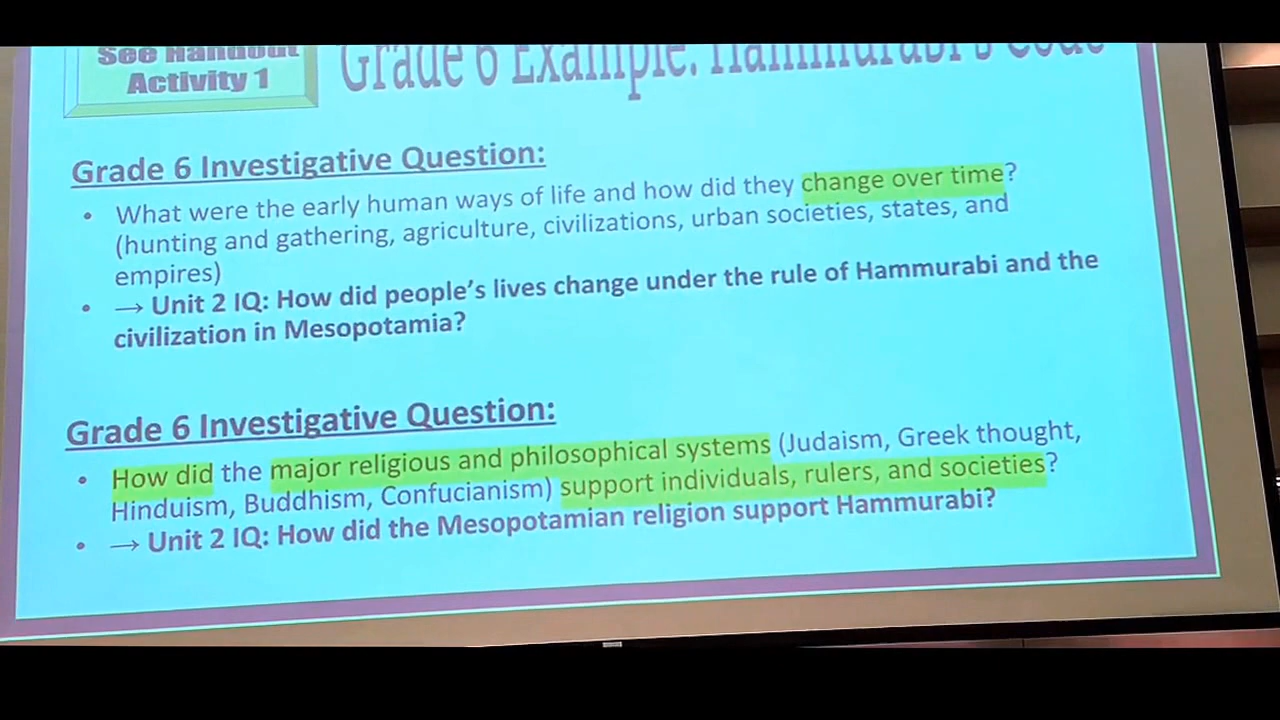 See Handout
Activity 1
Grade 6 Example: Hammurabi's Code
Grade 6 Investigative Question:
• What were the early human ways of life and how did they change over time?
(hunting and gathering, agriculture, civilizations, urban societies, states, and
empires)
• → Unit 2 IQ: How did people's lives change under the rule of Hammurabi and the
civilization in Mesopotamia?
Grade 6 Investigative Question:
• How did the major religious and philosophical systems (Judaism, Greek thought,
Hinduism, Buddhism, Confucianism) support individuals, rulers, and societies?
• → Unit 2 IQ: How did the Mesopotamian religion support Hammurabi?